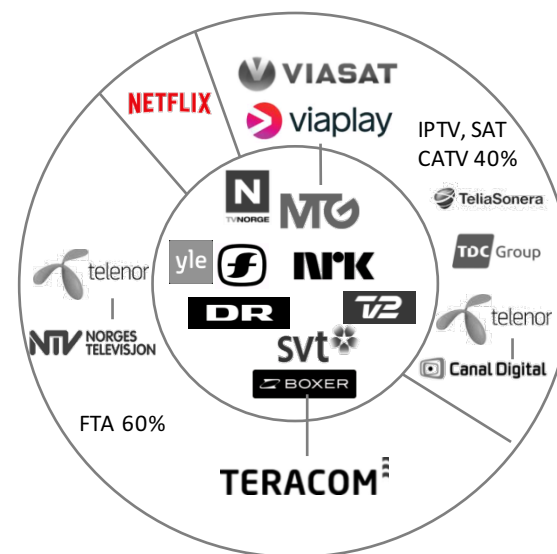 VIASAT
NETFLIX
viaplay
IPTV, SAT
CATV 40%
N
TVNORGE
MTG
TeliaSonera
yle
f
NRK
TDC Group
telenor
DR
TV2
telenor
NTV NORGES
TELEVISJON
svt
Canal Digital
BOXER
FTA 60%
TERACOM